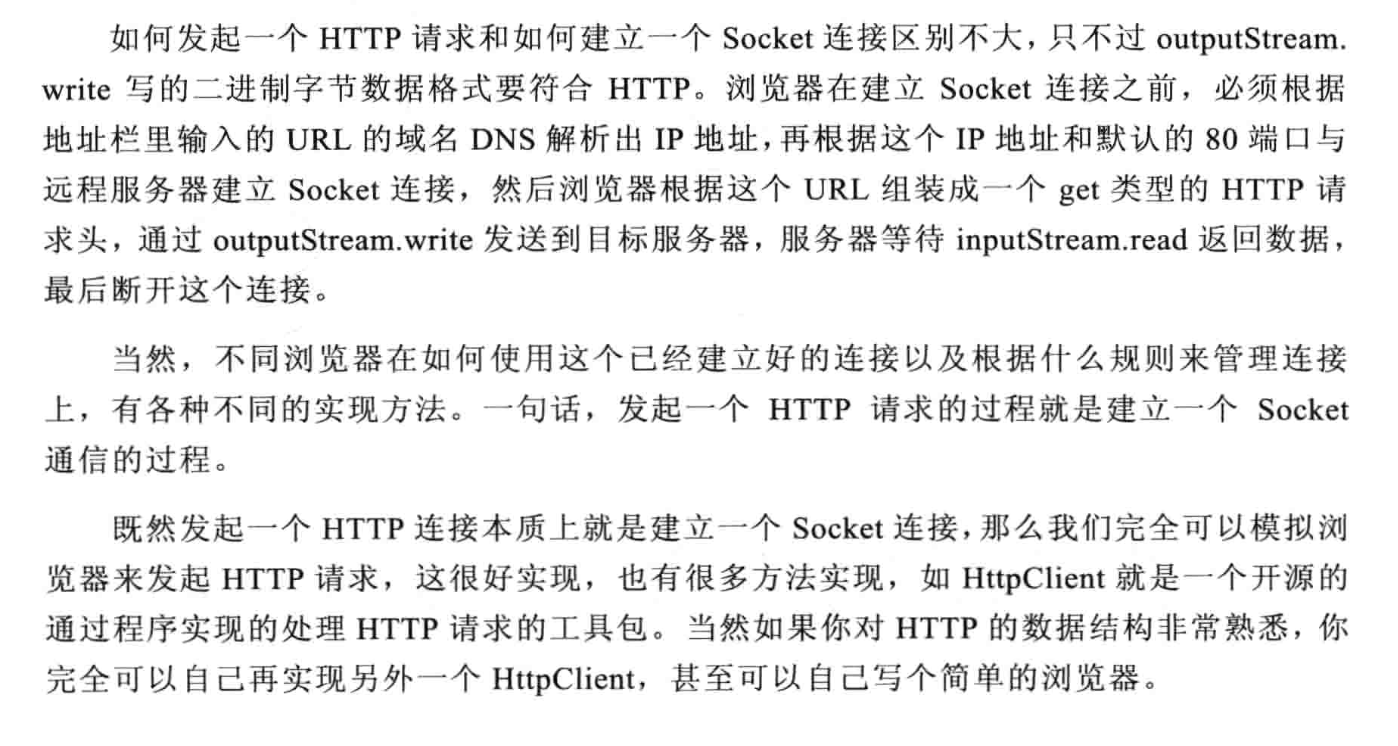 如何发起一个 HTTP 请求和如何建立一个 Socket 连接区别不大，只不过 outputStream.
write 写的二进制字节数据格式要符合 HTTP。浏览器在建立 Socket 连接之前，必须根据
地址栏里输入的 URL 的域名 DNS 解析出 IP 地址，再根据这个 IP 地址和默认的 80 端口与
远程服务器建立 Socket 连接，然后浏览器根据这个 URL 组装成一个 get 类型的 HTTP 请
求头，通过 outputStream.write 发送到目标服务器，服务器等待 inputStream.read 返回数据，
最后断开这个连接。
当然，不同浏览器在如何使用这个已经建立好的连接以及根据什么规则来管理连接
上，有各种不同的实现方法。一句话，发起一个 HTTP 请求的过程就是建立一个 Socket
通信的过程。
既然发起一个 HTTP 连接本质上就是建立一个 Socket 连接，那么我们完全可以模拟浏
览器来发起 HTTP 请求，这很好实现，也有很多方法实现，如 HttpClient 就是一个开源的
通过程序实现的处理 HTTP 请求的工具包。当然如果你对 HTTP 的数据结构非常熟悉，你
完全可以自己再实现另外一个 HttpClient，甚至可以自己写个简单的浏览器。